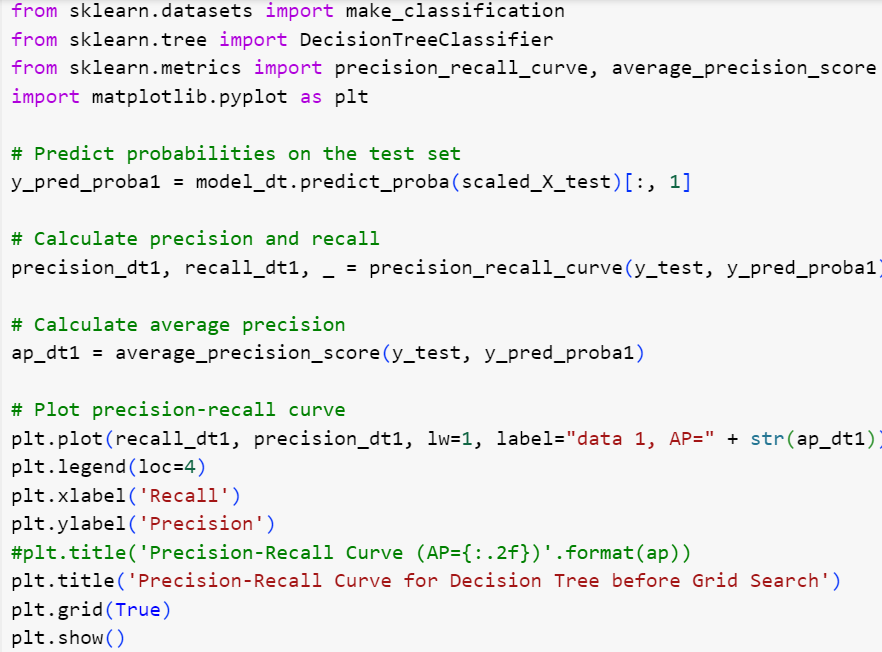 from sklearn.datasets import make_classification
from sklearn.tree import DecisionTreeClassifier
from sklearn.metrics import precision_recall_curve, average_precision_score
import matplotlib.pyplot as plt
# Predict probabilities on the test set
y_pred_proba1 = model_dt.predict_proba(scaled_X_test)[:, 1]
# Calculate precision and recall
precision_dt1, recall_dt1, _ = precision_recall_curve(y_test, y_pred_proba1)
# Calculate average precision
ap_dt1 = average_precision_score(y_test, y_pred_proba1)
# Plot precision-recall curve
plt.plot(recall_dt1, precision_dt1, lw=1, label="data 1, AP=" + str(ap_dt1))
plt.legend(loc=4)
plt.xlabel('Recall')
plt.ylabel('Precision')
#plt.title('Precision-Recall Curve (AP={:.2f})'.format(ap))
plt.title('Precision-Recall Curve for Decision Tree before Grid Search')
plt.grid(True)
plt.show()